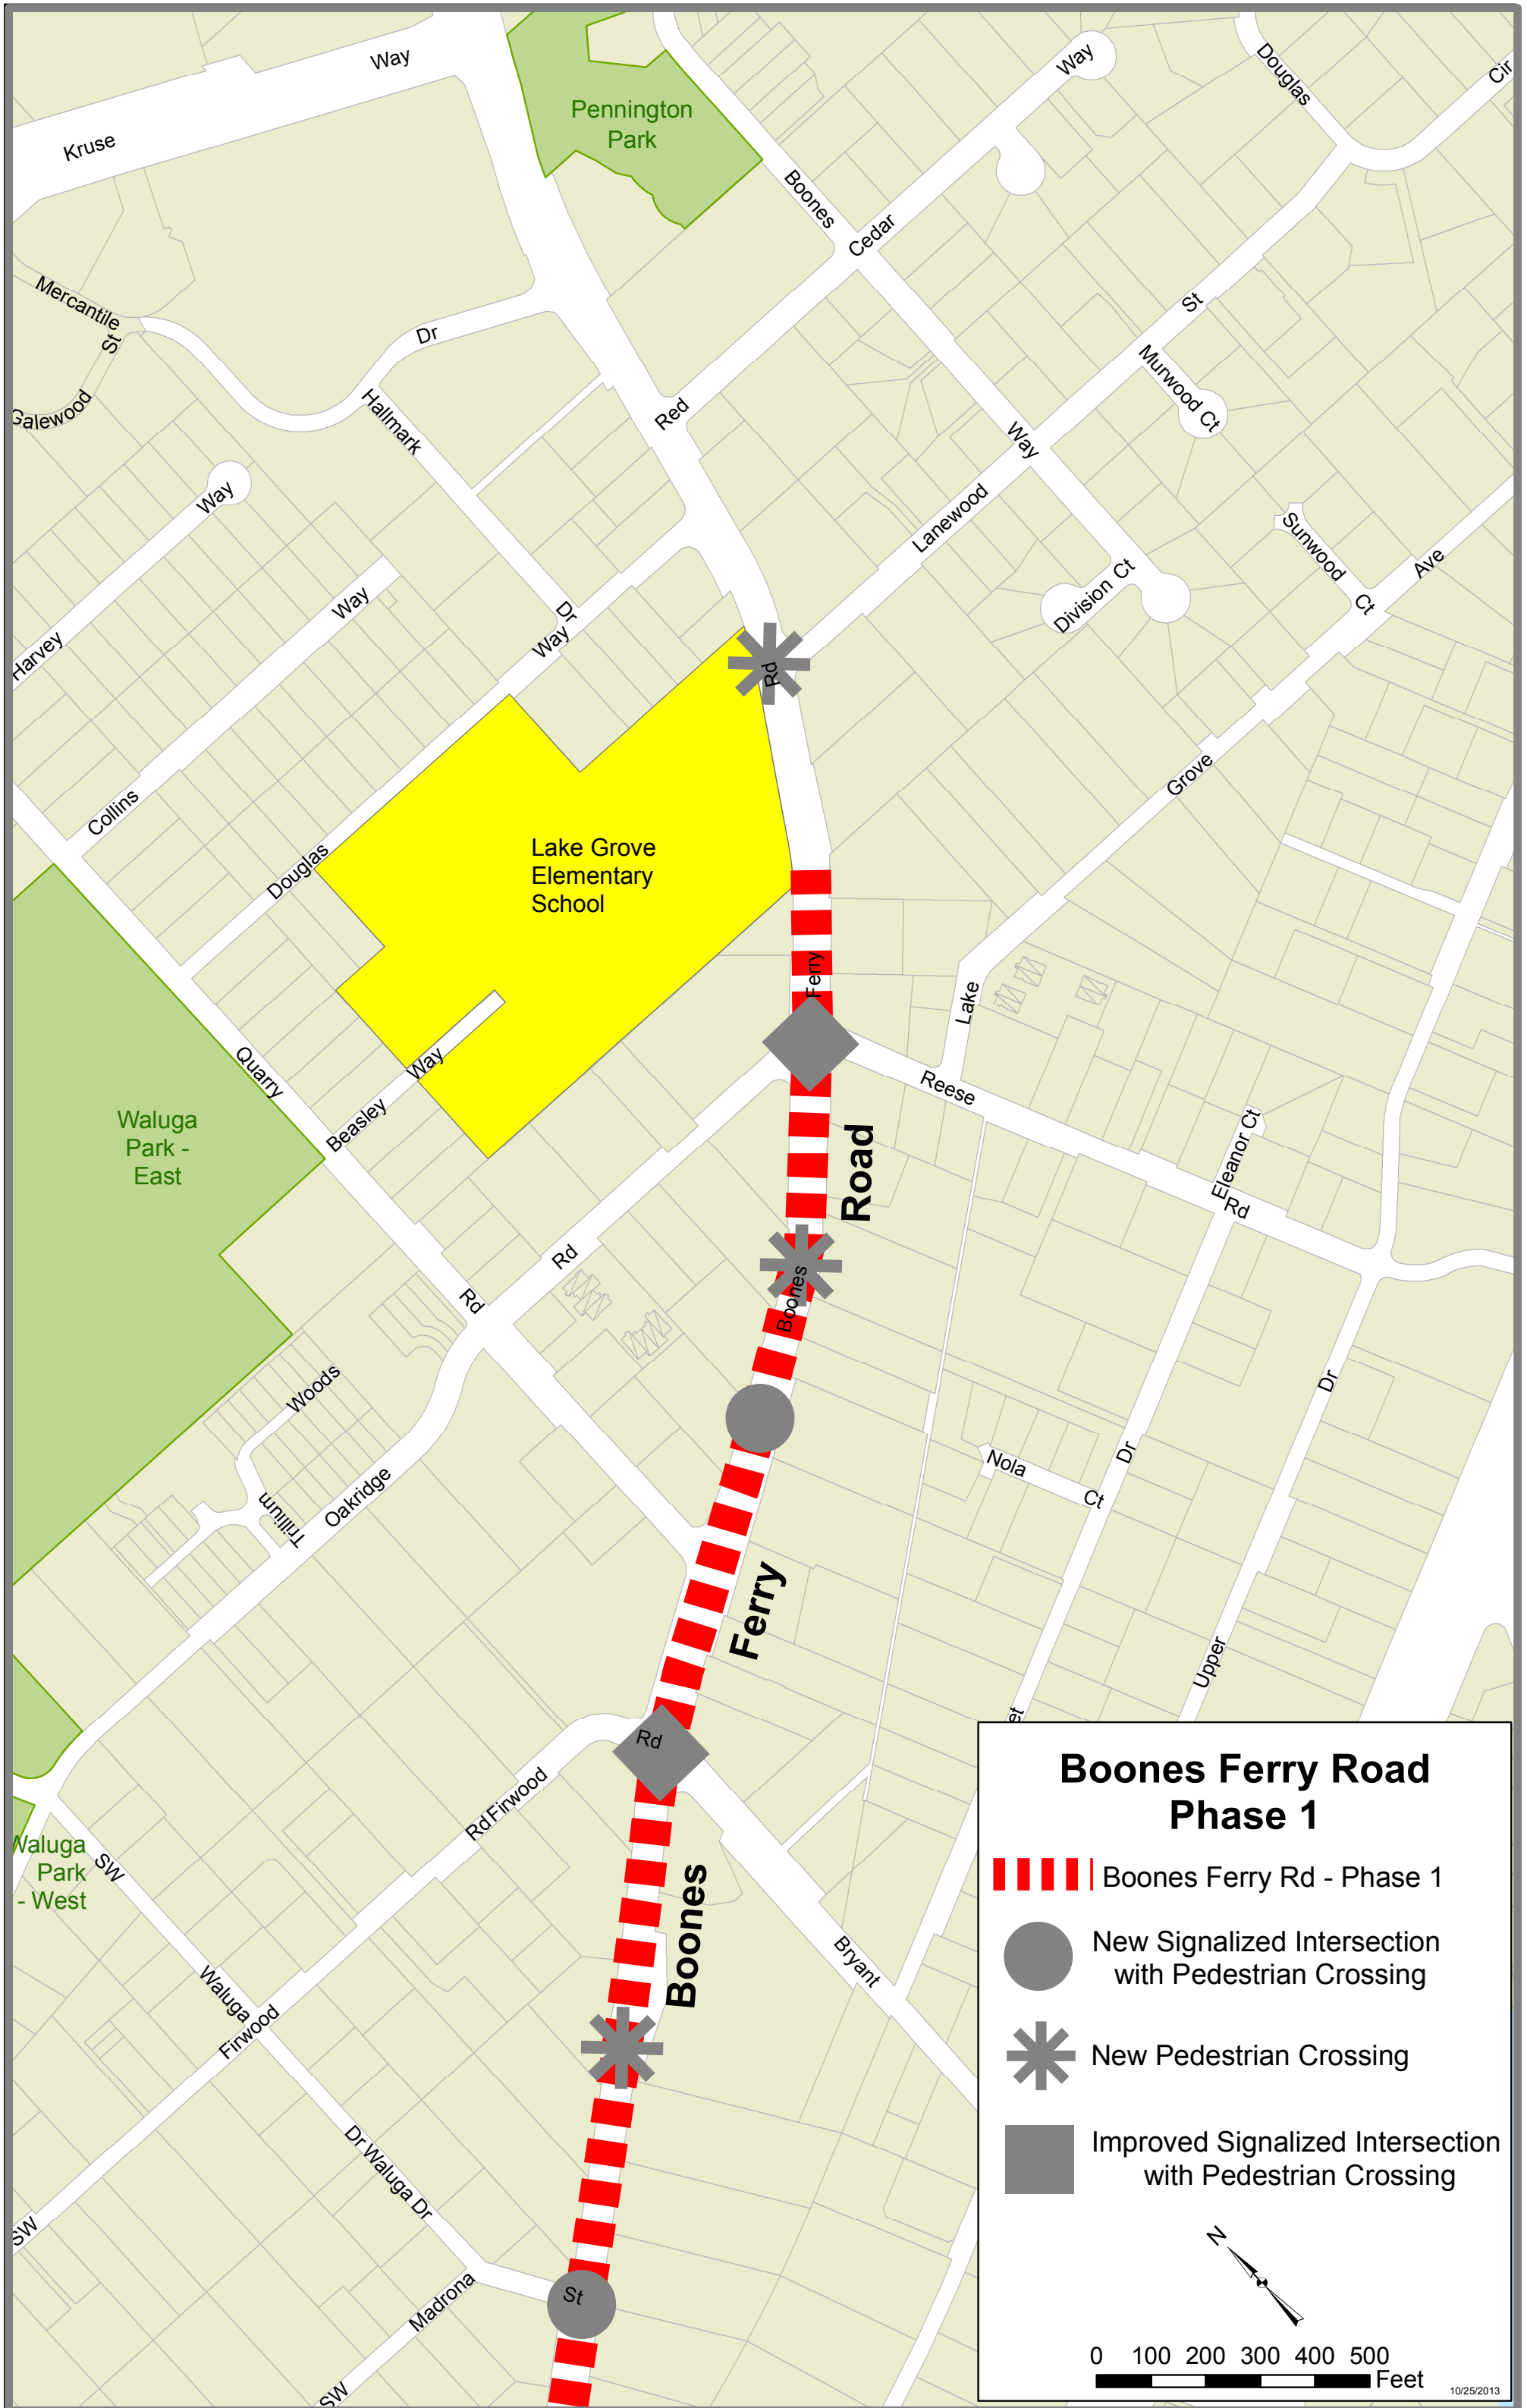 Way
Kruse
Pennington
Park
Boones
Cedar
Way
Douglas
Cir
Mercantile
St
Galewood
Dr
Hallmark
Red
St
Murwood Ct
Way
Lanewood
Division Ct
Sunwood
Ct
Ave
Way
Harvey
Way
Collins
Dr
Way
Douglas
Rd
Grove
Lake Grove
Elementary
School
Ferry
Lake
Reese
Eleanor Ct
Rd
Quarry
Beasley
Way
Waluga
Park -
East
Rd
Rd
Road
Boones
Woods
Trillium
Oakridge
Nola
Ct
Dr
Dr
Upper
Ferry
Rd
Rd Firwood
Waluga
Park
- West
SW
Waluga
Firwood
Boones
Bryant
Dr Waluga Dr
SW
Madrona
SW
St
Boones Ferry Road
Phase 1
Boones Ferry Rd - Phase 1
New Signalized Intersection
with Pedestrian Crossing
New Pedestrian Crossing
Improved Signalized Intersection
with Pedestrian Crossing
N
0 100 200 300 400 500
Feet
10/25/2013